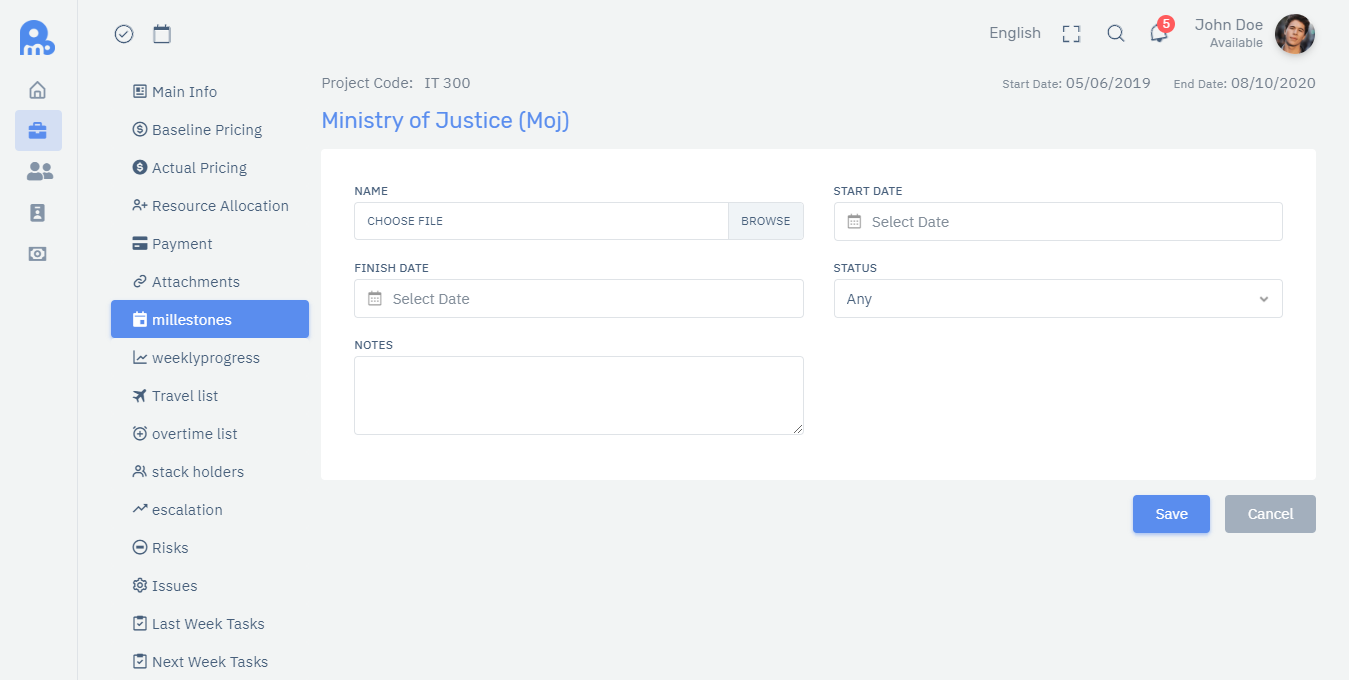 English
5
John Doe
Available
Main Info
Baseline Pricing
Actual Pricing
Resource Allocation
Payment
Attachments
millestones
weeklyprogress
Travel list
overtime list
stack holders
escalation
Risks
Issues
Last Week Tasks
Next Week Tasks
Project Code: IT 300
Start Date: 05/06/2019 End Date: 08/10/2020
Ministry of Justice (Moj)
NAME
CHOOSE FILE BROWSE
START DATE
Select Date
FINISH DATE
Select Date
STATUS
Any
NOTES
Save Cancel